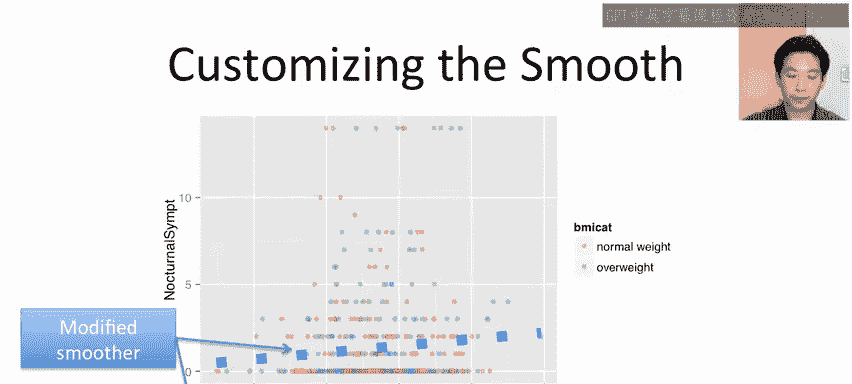 Customizing the Smooth
NocturnalSympt
10
5
0
bmicat
normal weight
overweight
Modified
smoother